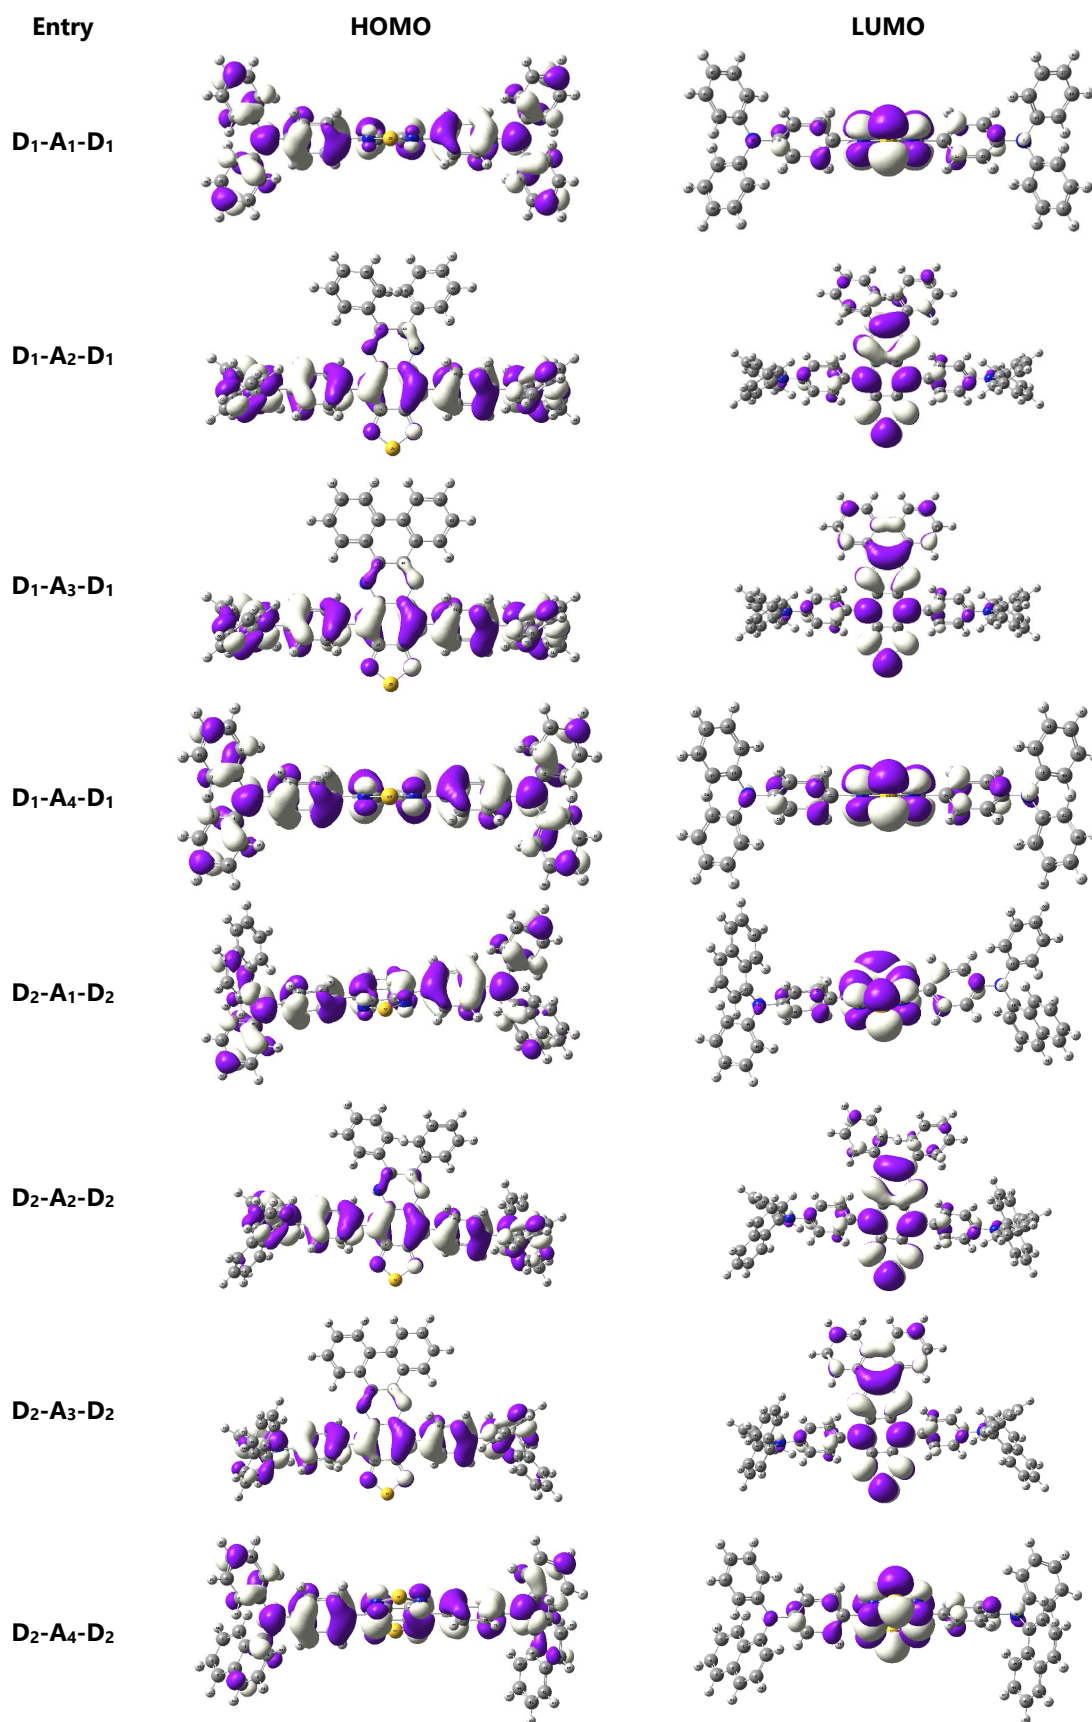 Entry HOMO LUMO
D₁-A₁-D₁
D₁-A₂-D₁
D₁-A₃-D₁
D₁-A₄-D₁
D₂-A₁-D₂
D₂-A₂-D₂
D₂-A₃-D₂
D₂-A₄-D₂